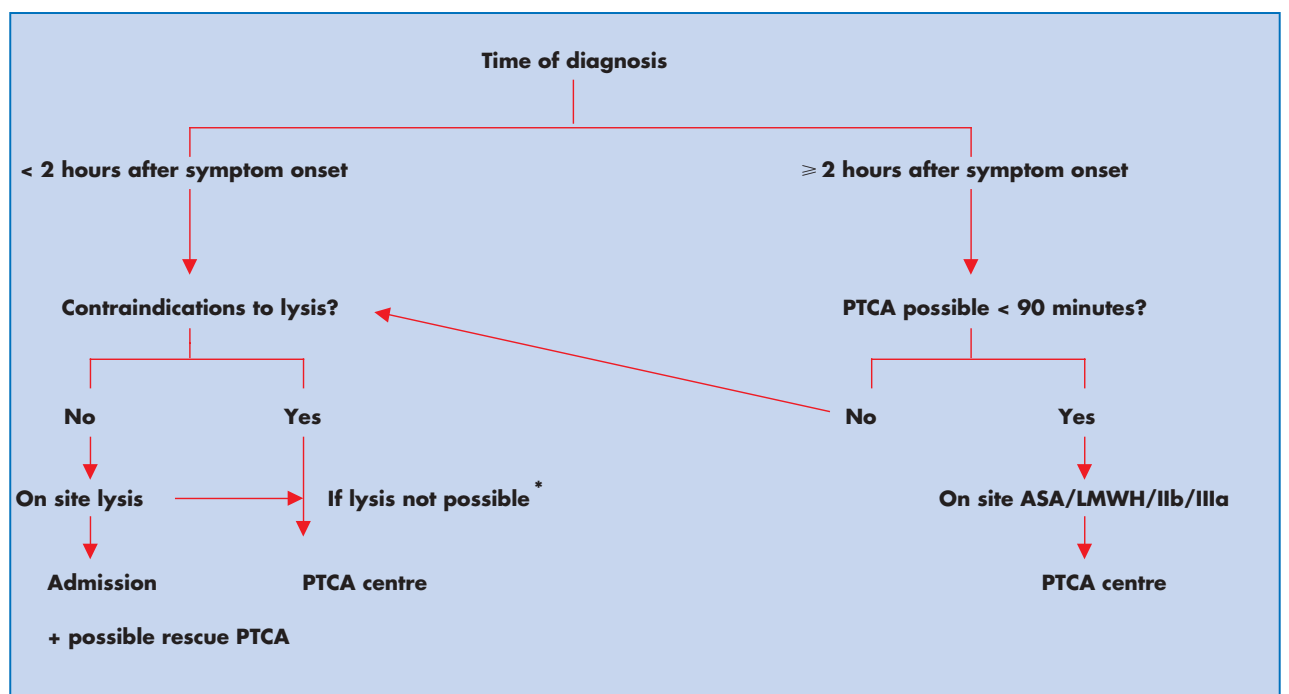 Time of diagnosis
< 2 hours after symptom onset
⩾ 2 hours after symptom onset
Contraindications to lysis?
PTCA possible < 90 minutes?
No
Yes
No
Yes
On site lysis
If lysis not possible*
On site ASA/LMWH/IIb/IIIa
Admission
PTCA centre
PTCA centre
+ possible rescue PTCA